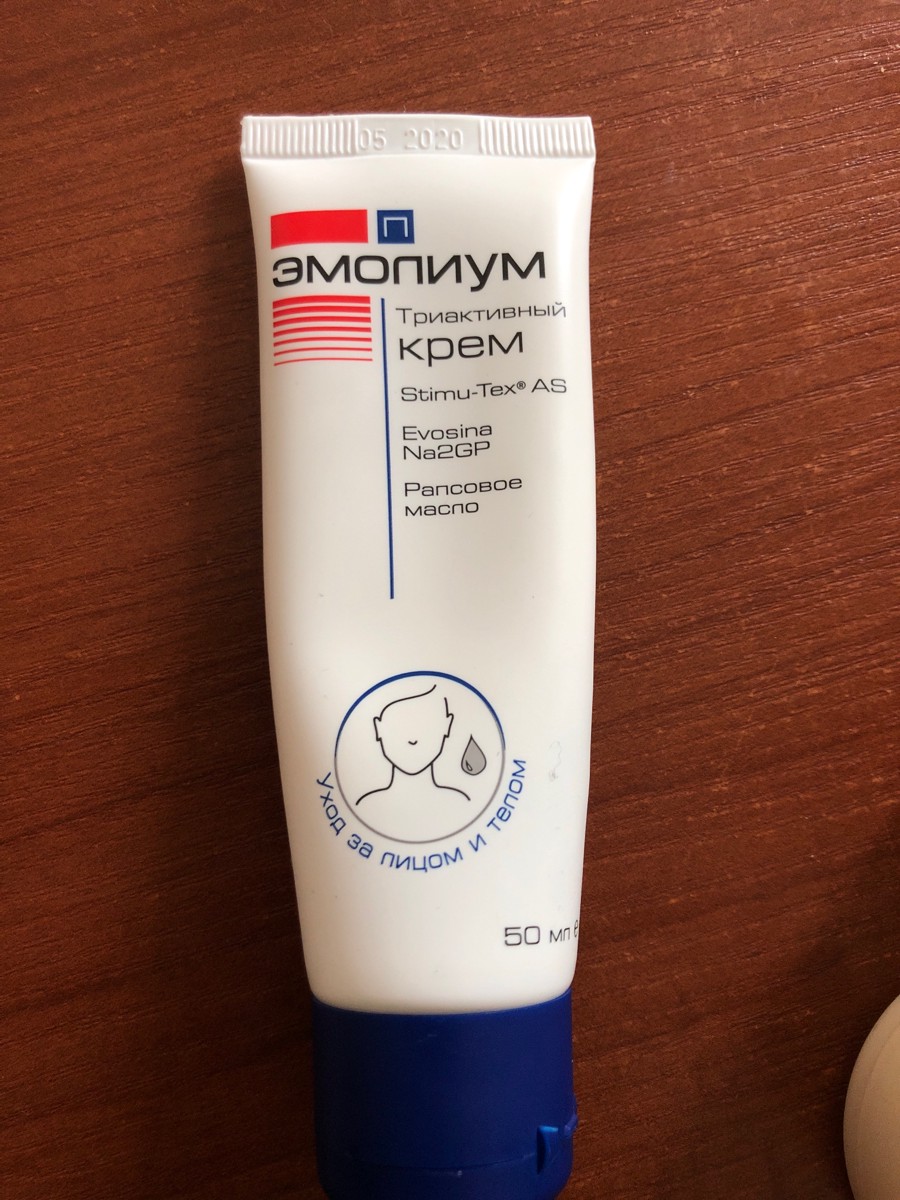 05 2020
П
эмолиум
Триактивный
крем
Stimu-Tex® AS
Evosina
Na2GP
Рапсовое
масло
Уход за лицом и телом
50 мл e